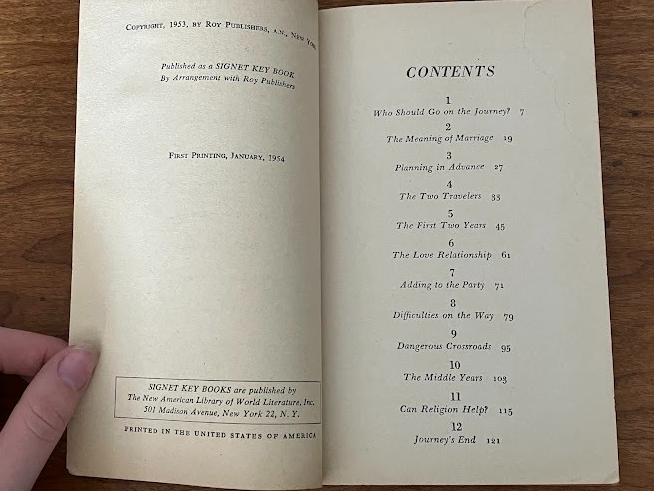 COPYRIGHT, 1953, BY ROY PUBLISHERS, A.N., NEW YORK
Published as a SIGNET KEY BOOK
By Arrangement with Roy Publishers
FIRST PRINTING, JANUARY, 1954
SIGNET KEY BOOKS are published by
The New American Library of World Literature, Inc.
501 Madison Avenue, New York 22, N. Y.
PRINTED IN THE UNITED STATES OF AMERICA
CONTENTS
1
Who Should Go on the Journey? 7
2
The Meaning of Marriage 19
3
Planning in Advance 27
4
The Two Travelers 33
5
The First Two Years 45
6
The Love Relationship 61
7
Adding to the Party 71
8
Difficulties on the Way 79
9
Dangerous Crossroads 95
10
The Middle Years 103
11
Can Religion Help? 115
12
Journey's End 121